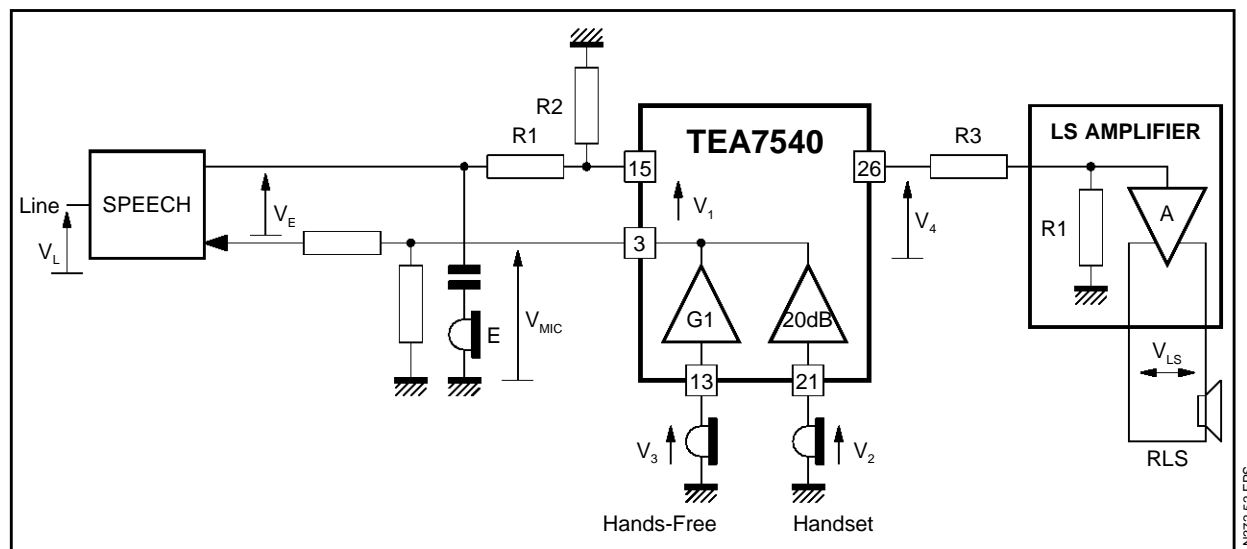 R2
R1
TEA7540
LS AMPLIFIER
R3
15
26
Line
SPEECH
V1
A
VE
VL
3
V4
R1
E
VMIC
G1
20dB
VLS
13
21
V3
V2
RLS
Hands-Free
Handset